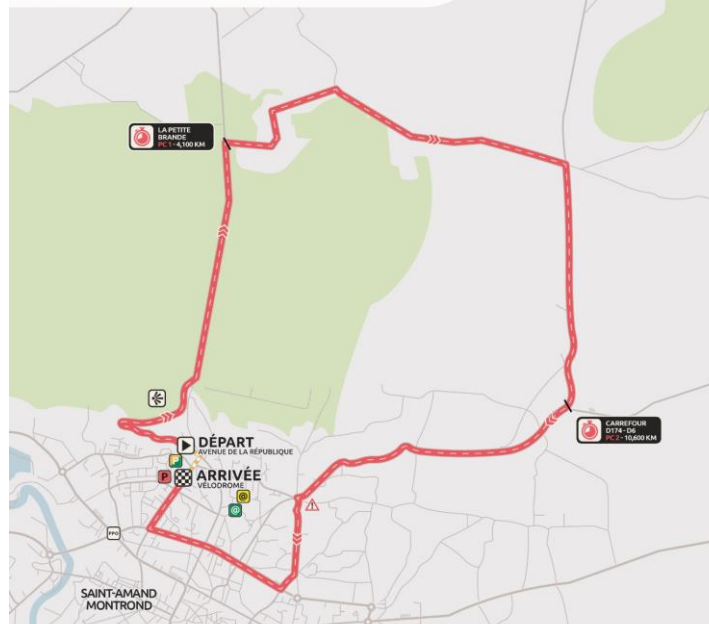 LA PETITE
BRANDE
PC 1 - 4,100 KM
DÉPART
AVENUE DE LA RÉPUBLIQUE
P
ARRIVÉE
VÉLODROME
@
@
PPO
CARREFOUR
D174 - D6
PC 2 - 10,600 KM
SAINT-AMAND
MONTROND